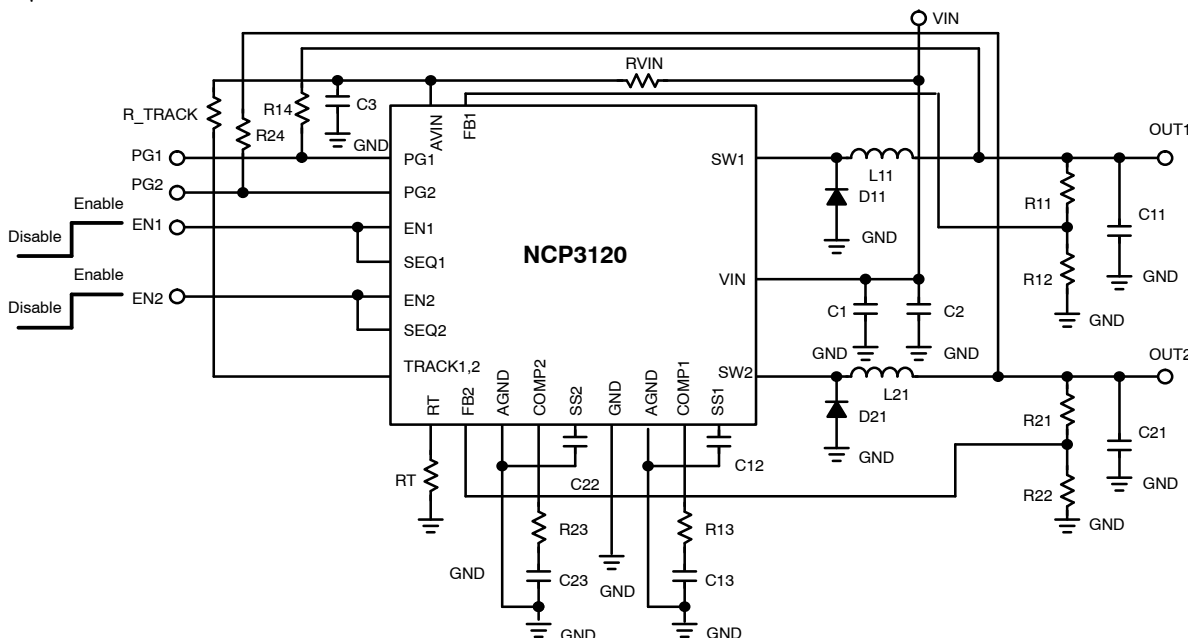 VIN
RVIN
R_TRACK
R14
C3
R24
GND
AVIN
FB1
OUT1
PG1
PG1
SW1
L11
PG2
PG2
D11
R11
C11
Enable
EN1
EN1
GND
Disable
SEQ1
NCP3120
GND
Enable
VIN
R12
EN2
EN2
C1
C2
Disable
SEQ2
GND
GND
GND
OUT2
TRACK1,2
SW2
L21
RT
FB2
AGND
COMP2
SS2
GND
AGND
COMP1
SS1
D21
R21
C21
GND
C12
RT
C22
R22
GND
R23
R13
GND
GND
C23
GND
C13
GND
GND